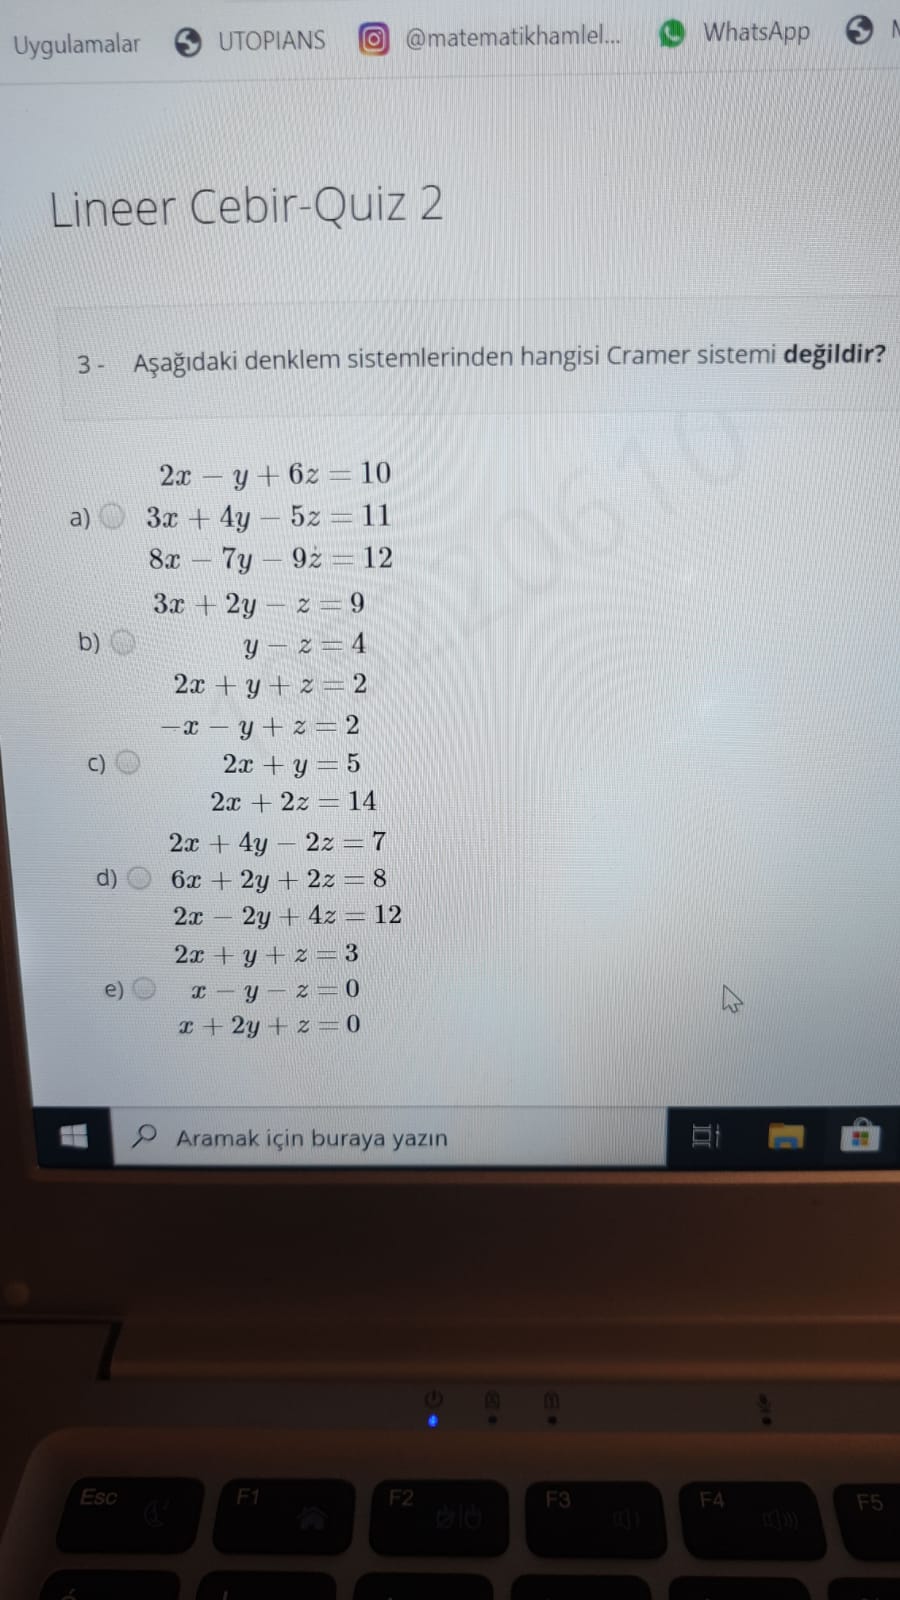 Uygulamalar UTOPIANS @matematikhamlel... WhatsApp
Lineer Cebir-Quiz 2
3 - Aşağıdaki denklem sistemlerinden hangisi Cramer sistemi değildir?
2x − y + 6z = 10
a) 3x + 4y − 5z = 11
8x − 7y − 9z = 12
3x + 2y − z = 9
b) y − z = 4
2x + y + z = 2
−x − y + z = 2
c) 2x + y = 5
2x + 2z = 14
2x + 4y − 2z = 7
d) 6x + 2y + 2z = 8
2x − 2y + 4z = 12
2x + y + z = 3
e) x − y − z = 0
x + 2y + z = 0
Aramak için buraya yazın
Esc F1 F2 F3 F4 F5